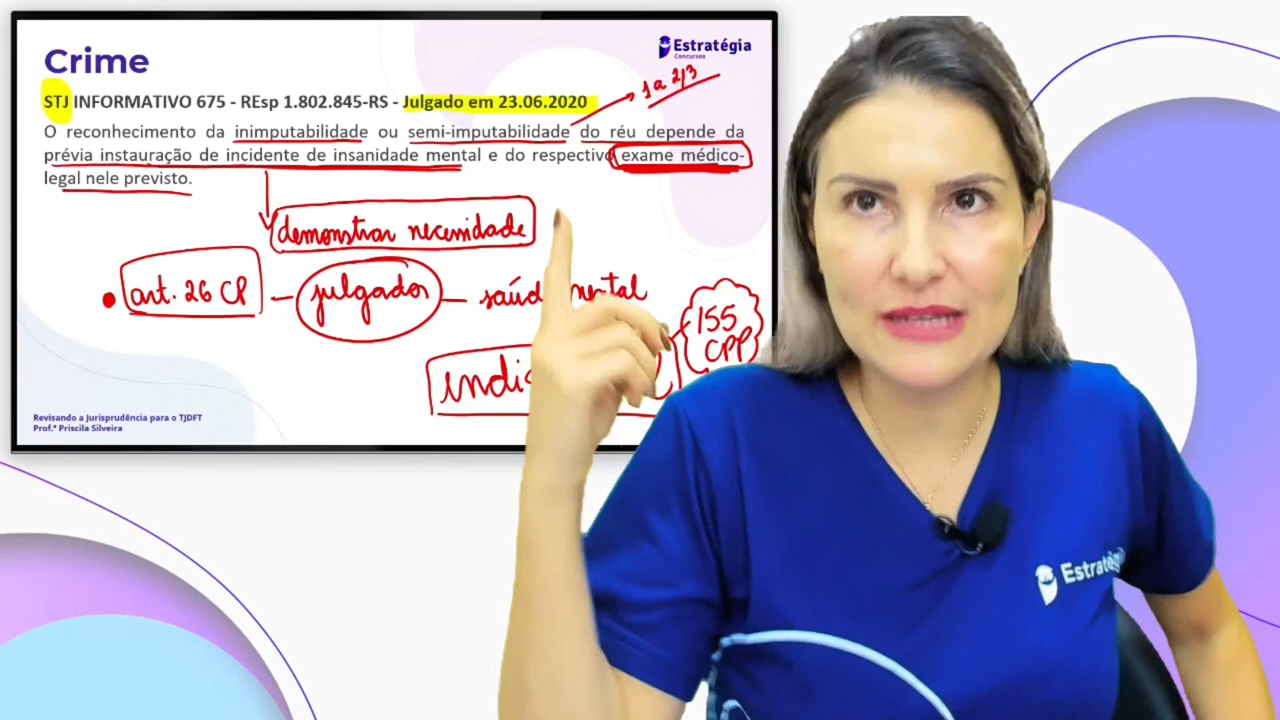 Crime
Estratégia
Concursos
1 a 2/3
STJ INFORMATIVO 675 - REsp 1.802.845-RS - Julgado em 23.06.2020
O reconhecimento da inimputabilidade ou semi-imputabilidade do réu depende da
prévia instauração de incidente de insanidade mental e do respectivo exame médico-
legal nele previsto.
demonstrar necessidade
art. 26 CP — julgador —
155
CPP
Revisando a Jurisprudência para o TJDFT
Prof.ª Priscila Silveira